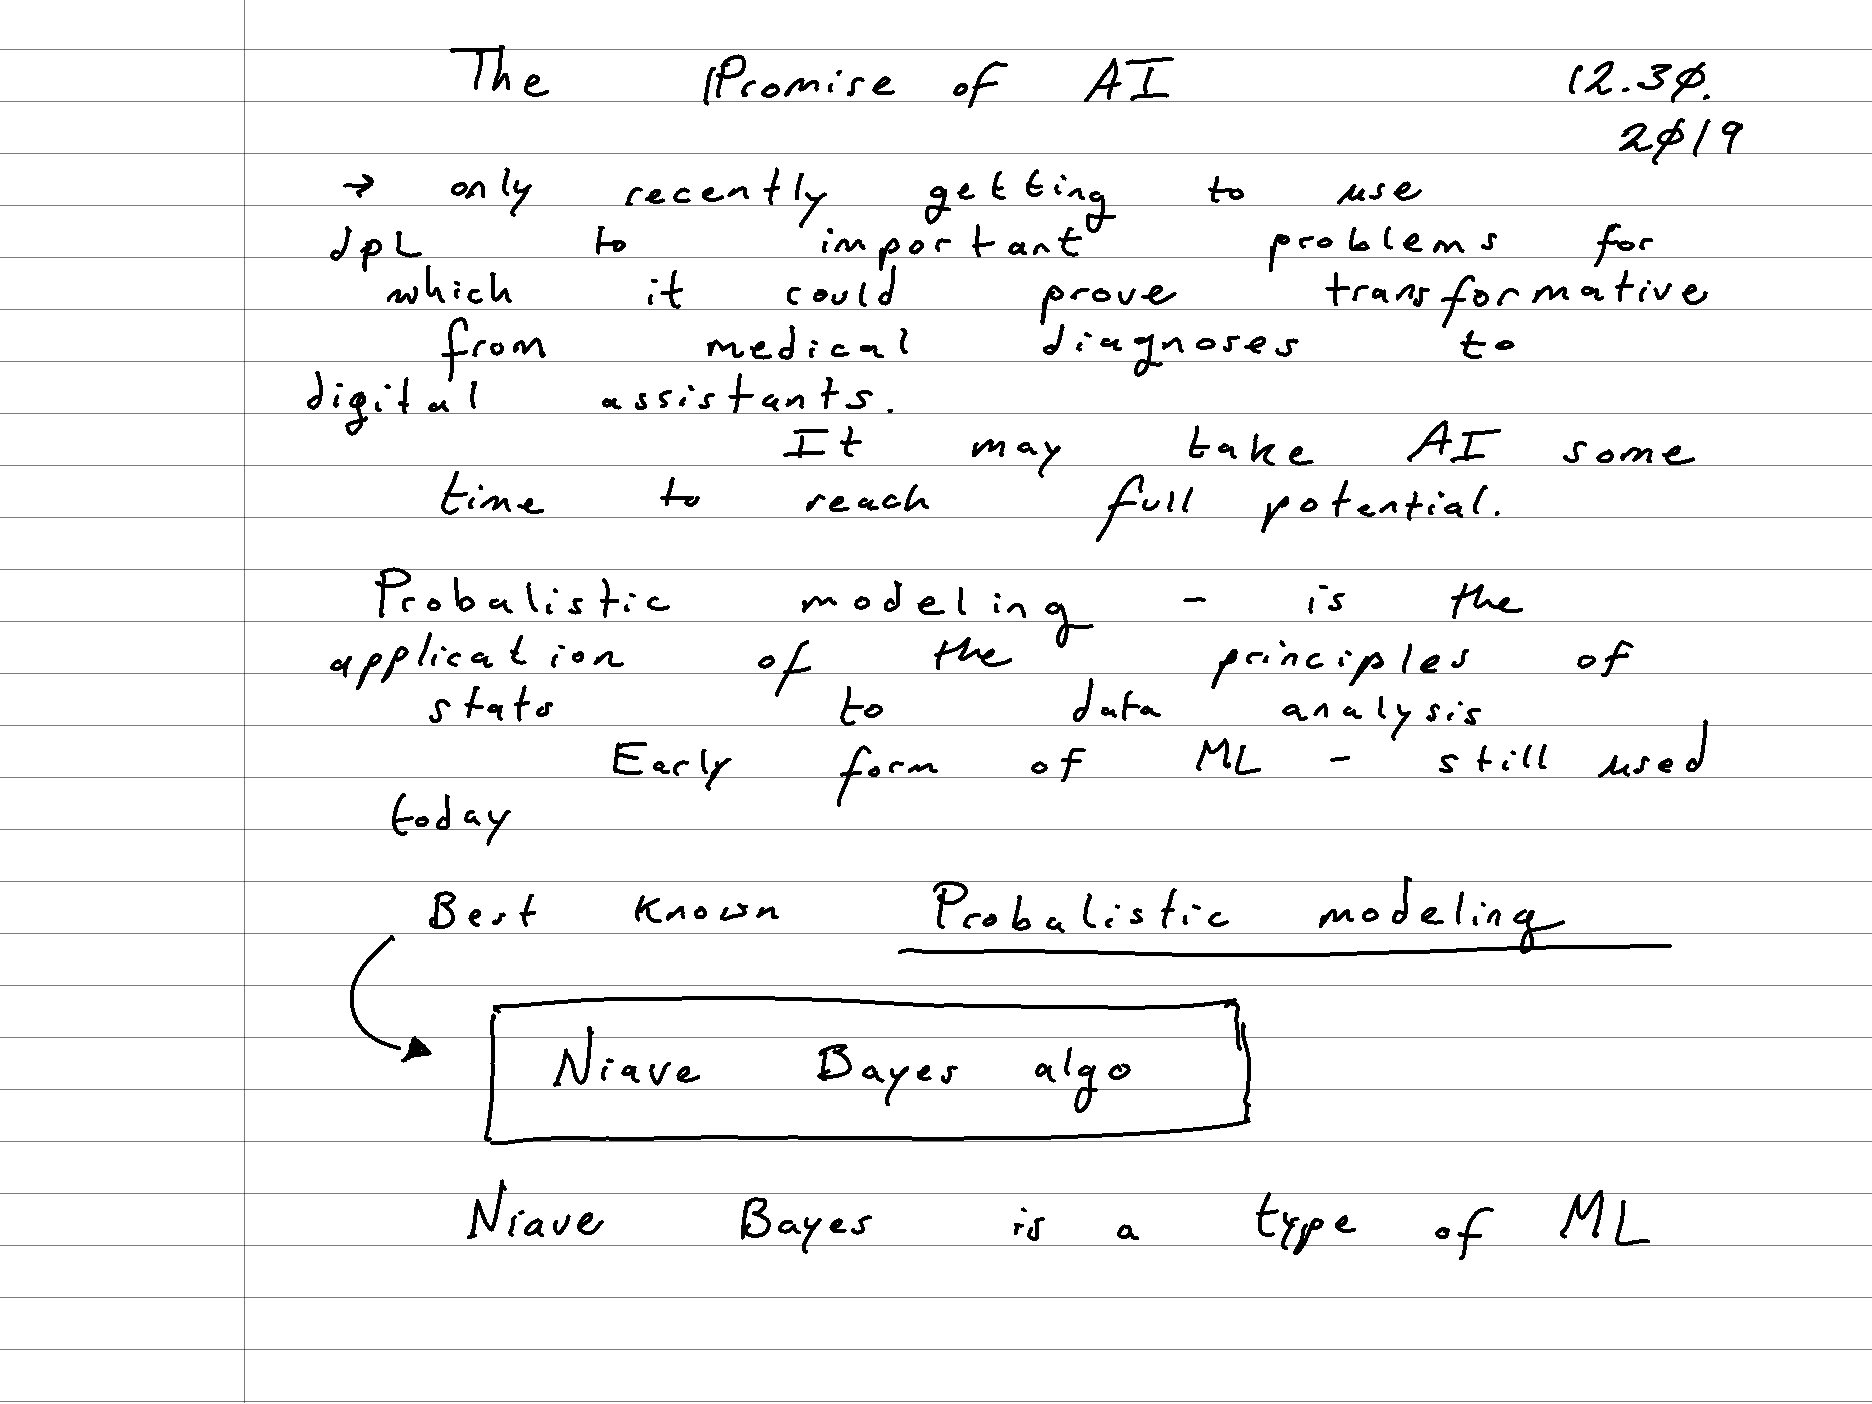 The Promise of AI 12.30.
2019
→ only recently getting to use
dpL to important problems for
which it could prove transformative
from medical diagnoses to
digital assistants.
It may take AI some
time to reach full potential.
Probalistic modeling - is the
application of the principles of
stats to data analysis
Early form of ML - still used
today
Best known Probalistic modeling
Niave Bayes algo
Niave Bayes is a type of ML